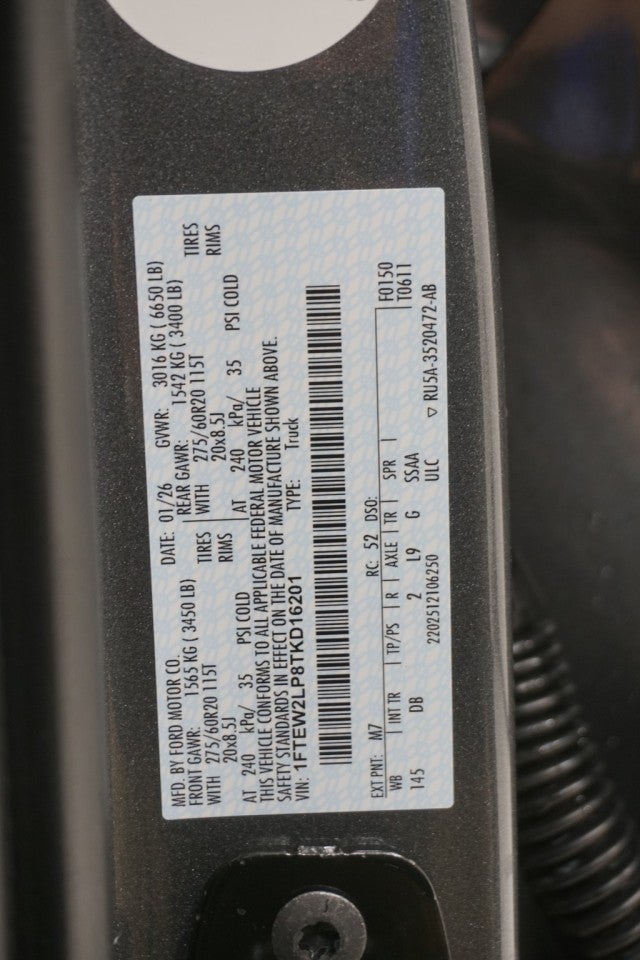 MFD. BY FORD MOTOR CO. DATE: 01/26 GVWR: 3016 KG ( 6650 LB)
FRONT GAWR: 1565 KG ( 3450 LB) REAR GAWR: 1542 KG ( 3400 LB)
WITH 275/60R20 115T TIRES WITH 275/60R20 115T TIRES
20x8.5J RIMS 20x8.5J RIMS
AT 240 kPa/ 35 PSI COLD AT 240 kPa/ 35 PSI COLD
THIS VEHICLE CONFORMS TO ALL APPLICABLE FEDERAL MOTOR VEHICLE
SAFETY STANDARDS IN EFFECT ON THE DATE OF MANUFACTURE SHOWN ABOVE.
VIN: 1FTEW2LP8TKD16201 TYPE: Truck
EXT PNT: M7 RC: 52 DSO: F0150
WB INT TR TP/PS R AXLE TR SPR T0611
145 DB 2 L9 G SSAA
2202512106250 ULC ▽ RU5A-3520472-AB